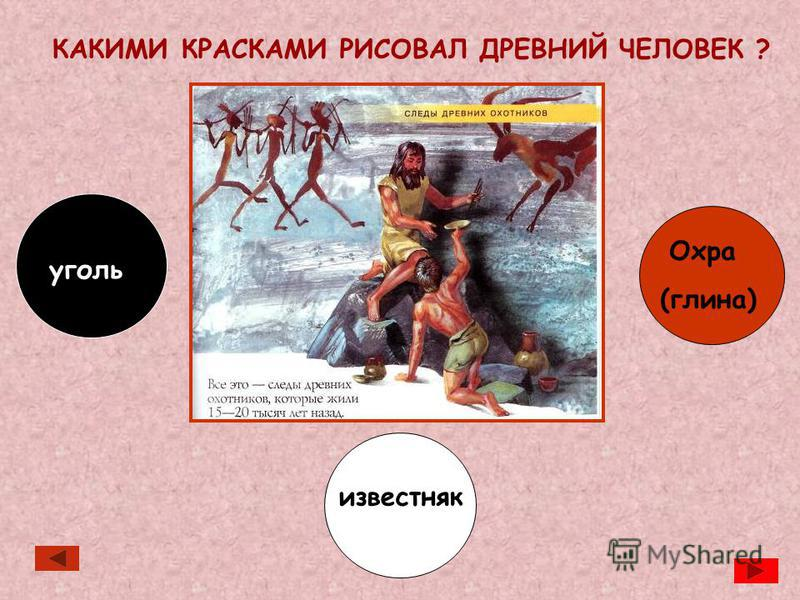 КАКИМИ КРАСКАМИ РИСОВАЛ ДРЕВНИЙ ЧЕЛОВЕК ?
СЛЕДЫ ДРЕВНИХ ОХОТНИКОВ
уголь
Охра
(глина)
Все это — следы древних
охотников, которые жили
15—20 тысяч лет назад.
известняк
MyShared